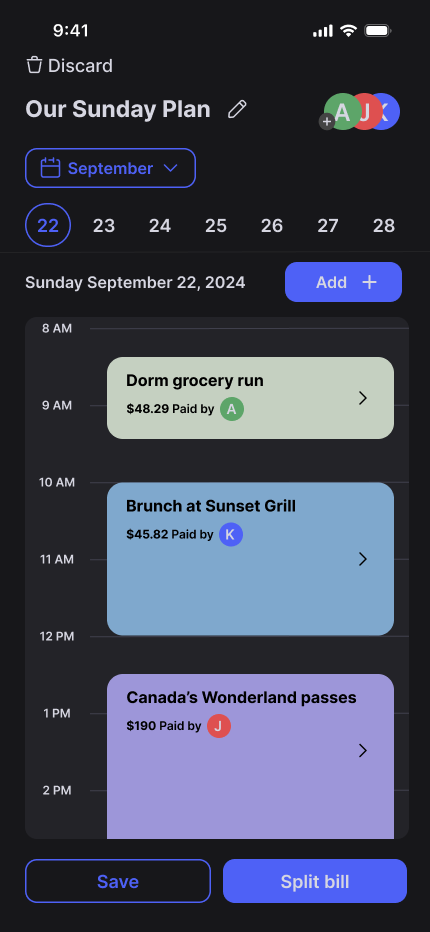 9:41
Discard
Our Sunday Plan
+ A J K
September
22 23 24 25 26 27 28
Sunday September 22, 2024
Add +
8 AM
Dorm grocery run
9 AM
$48.29 Paid by A
10 AM
Brunch at Sunset Grill
$45.82 Paid by K
11 AM
12 PM
Canada’s Wonderland passes
1 PM
$190 Paid by J
2 PM
Save
Split bill